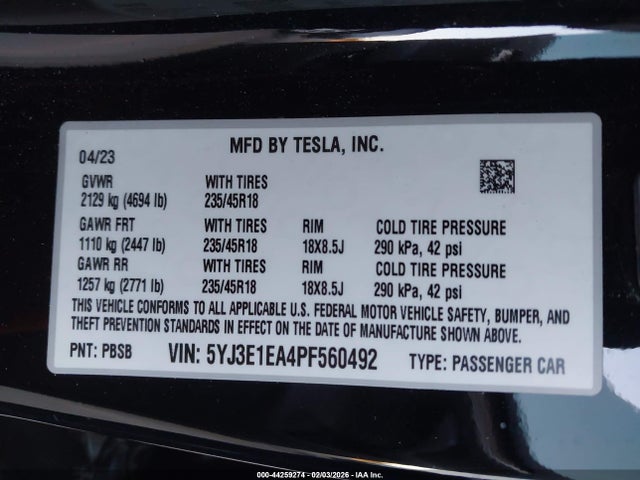 MFD BY TESLA, INC.
04/23
GVWR WITH TIRES
2129 kg (4694 lb) 235/45R18
GAWR FRT WITH TIRES RIM COLD TIRE PRESSURE
1110 kg (2447 lb) 235/45R18 18X8.5J 290 kPa, 42 psi
GAWR RR WITH TIRES RIM COLD TIRE PRESSURE
1257 kg (2771 lb) 235/45R18 18X8.5J 290 kPa, 42 psi
THIS VEHICLE CONFORMS TO ALL APPLICABLE U.S. FEDERAL MOTOR VEHICLE SAFETY, BUMPER, AND
THEFT PREVENTION STANDARDS IN EFFECT ON THE DATE OF MANUFACTURE SHOWN ABOVE.
PNT: PBSB VIN: 5YJ3E1EA4PF560492 TYPE: PASSENGER CAR
000-44259274 - 02/03/2026 - IAA Inc.